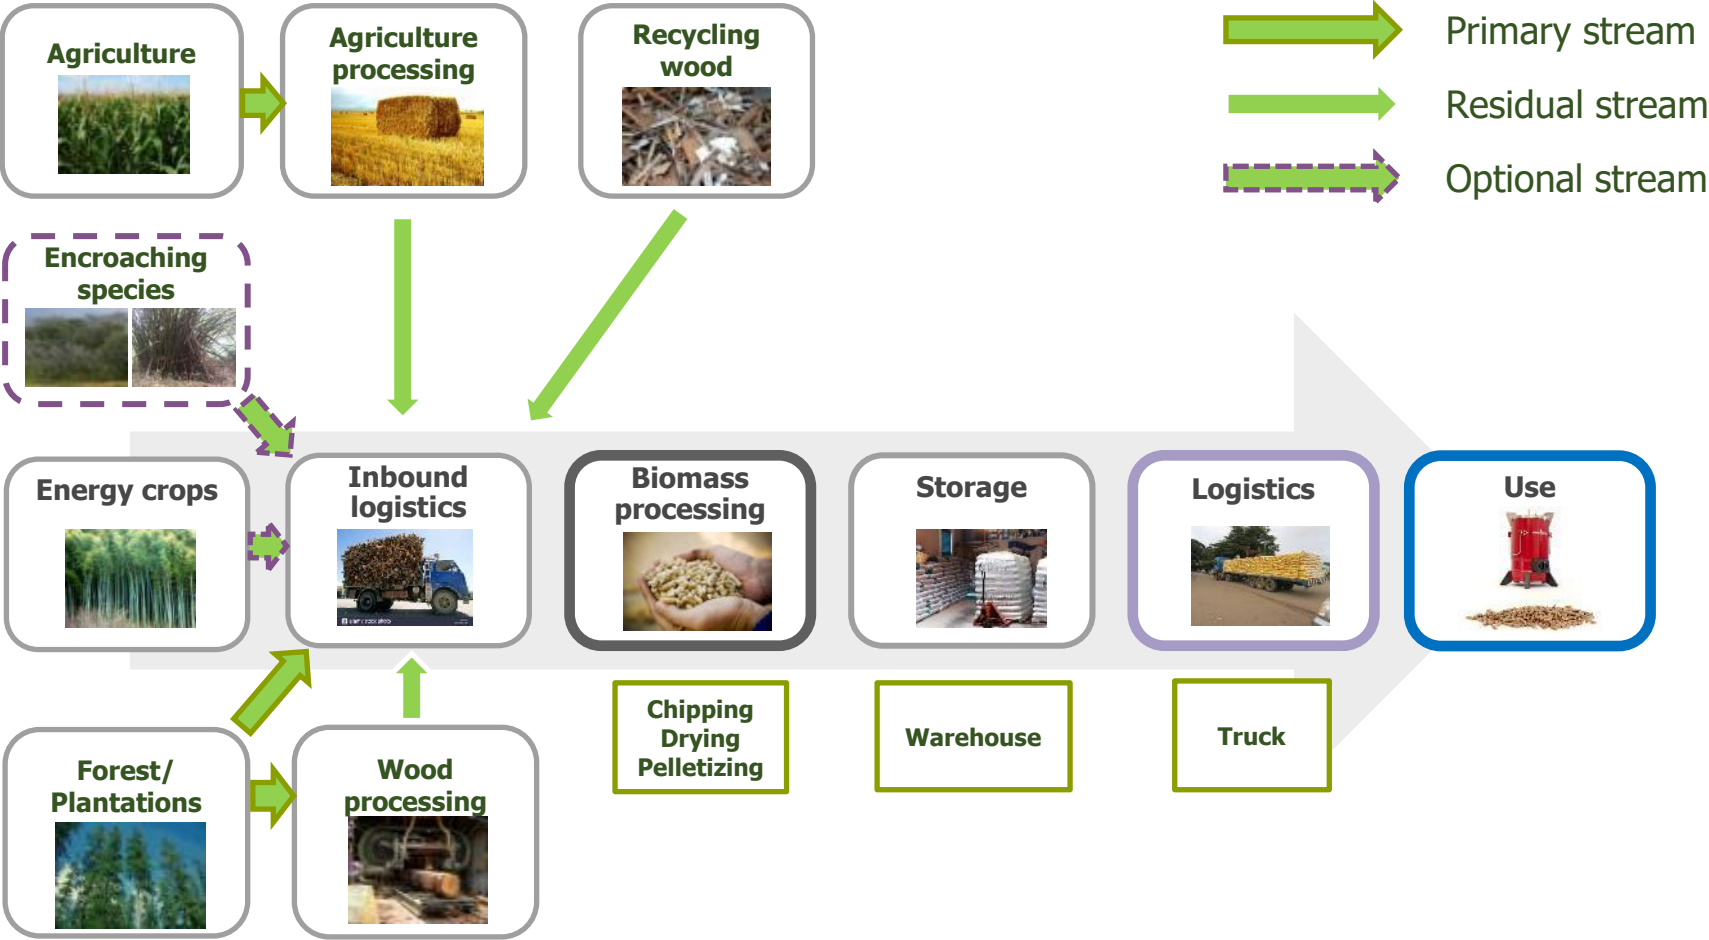 Agriculture
Agriculture
processing
Recycling
wood
Primary stream
Residual stream
Optional stream
Encroaching
species
Energy crops
Inbound
logistics
Biomass
processing
Storage
Logistics
Use
Chipping
Drying
Pelletizing
Warehouse
Truck
Forest/
Plantations
Wood
processing